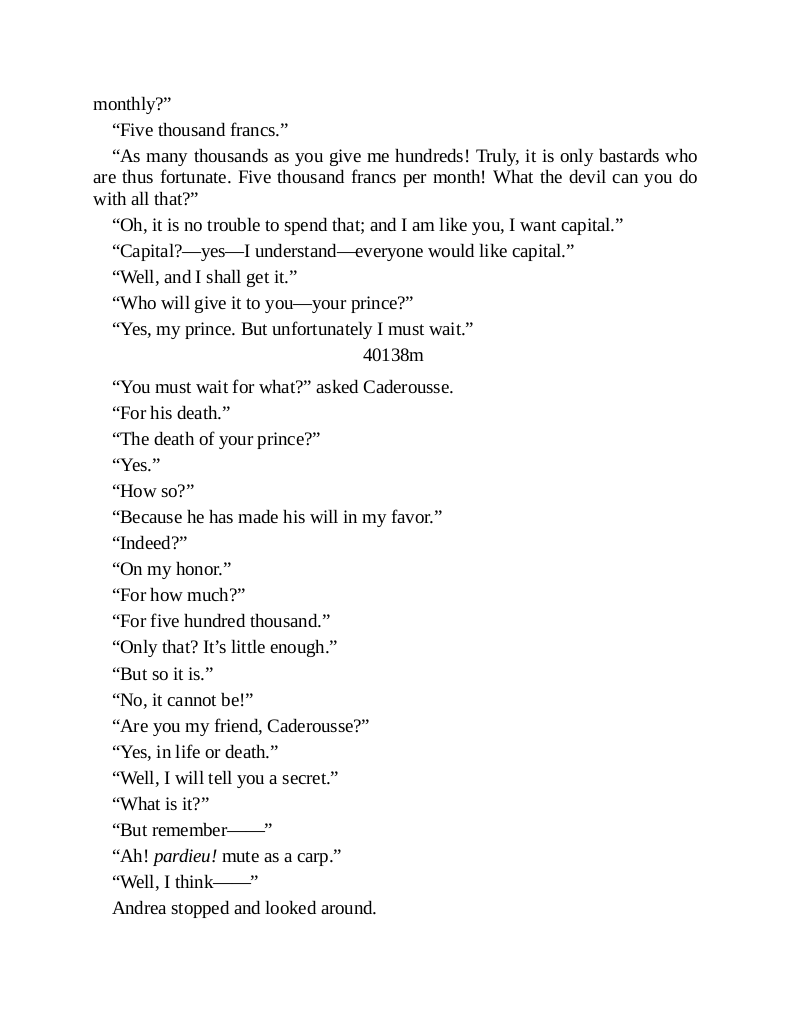 monthly?”
“Five thousand francs.”
“As many thousands as you give me hundreds! Truly, it is only bastards who
are thus fortunate. Five thousand francs per month! What the devil can you do
with all that?”
“Oh, it is no trouble to spend that; and I am like you, I want capital.”
“Capital?—yes—I understand—everyone would like capital.”
“Well, and I shall get it.”
“Who will give it to you—your prince?”
“Yes, my prince. But unfortunately I must wait.”
40138m
“You must wait for what?” asked Caderousse.
“For his death.”
“The death of your prince?”
“Yes.”
“How so?”
“Because he has made his will in my favor.”
“Indeed?”
“On my honor.”
“For how much?”
“For five hundred thousand.”
“Only that? It’s little enough.”
“But so it is.”
“No, it cannot be!”
“Are you my friend, Caderousse?”
“Yes, in life or death.”
“Well, I will tell you a secret.”
“What is it?”
“But remember——”
“Ah! pardieu! mute as a carp.”
“Well, I think——”
Andrea stopped and looked around.